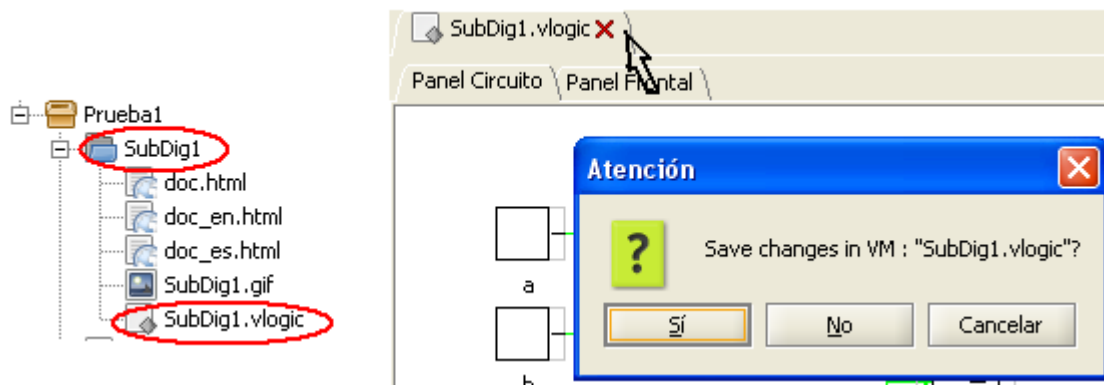 Prueba1
SubDig1
doc.html
doc_en.html
doc_es.html
SubDig1.gif
SubDig1.vlogic
SubDig1.vlogic
Panel Circuito Panel Frontal
Atención
Save changes in VM : "SubDig1.vlogic"?
Sí No Cancelar
a
b